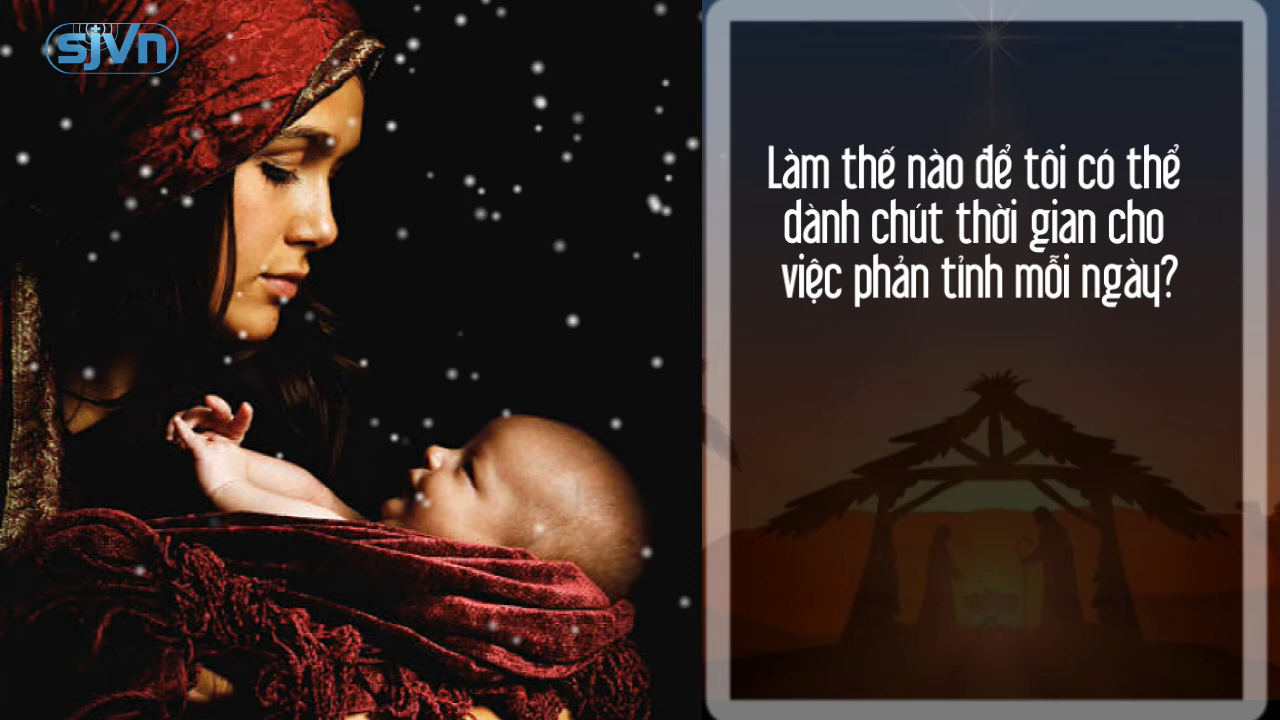 sjVn
Làm thế nào để tôi có thể
dành chút thời gian cho
việc phản tỉnh mỗi ngày?